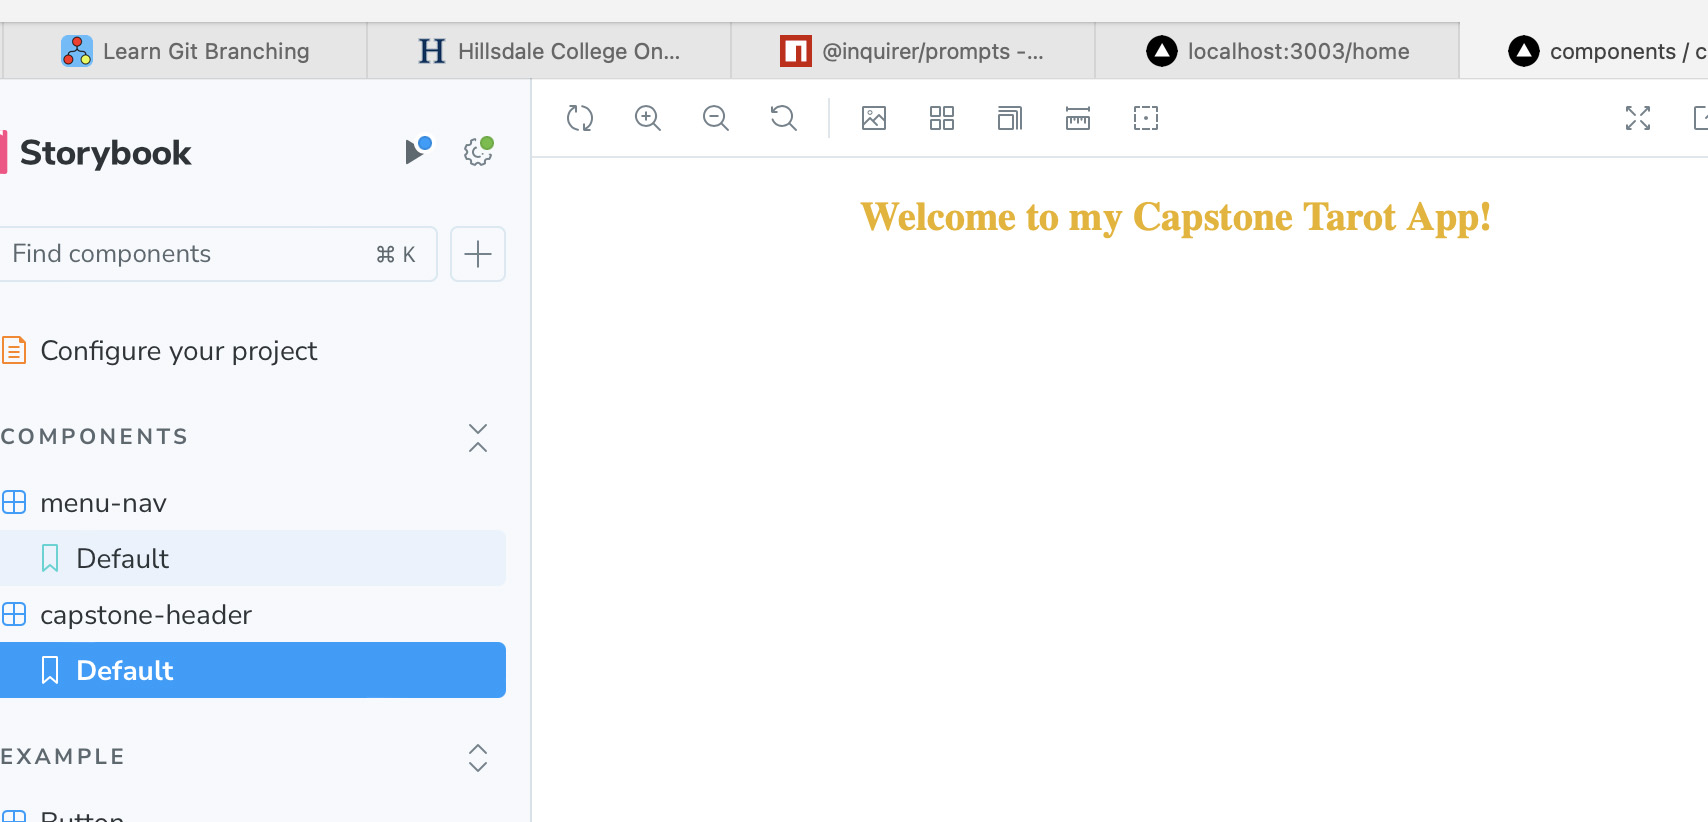 Learn Git Branching
Hillsdale College On...
@inquirer/prompts -...
localhost:3003/home
components / c
Storybook
Find components ⌘ K
Configure your project
COMPONENTS
menu-nav
Default
capstone-header
Default
EXAMPLE
Button
Welcome to my Capstone Tarot App!